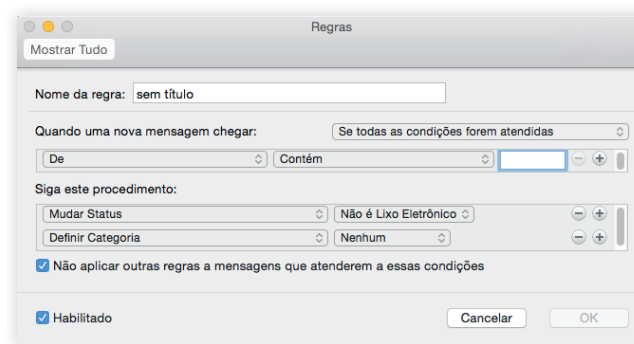 Regras
Mostrar Tudo
Nome da regra: sem título
Quando uma nova mensagem chegar: Se todas as condições forem atendidas
De Contém
Siga este procedimento:
Mudar Status Não é Lixo Eletrônico
Definir Categoria Nenhum
Não aplicar outras regras a mensagens que atenderem a essas condições
Habilitado Cancelar OK